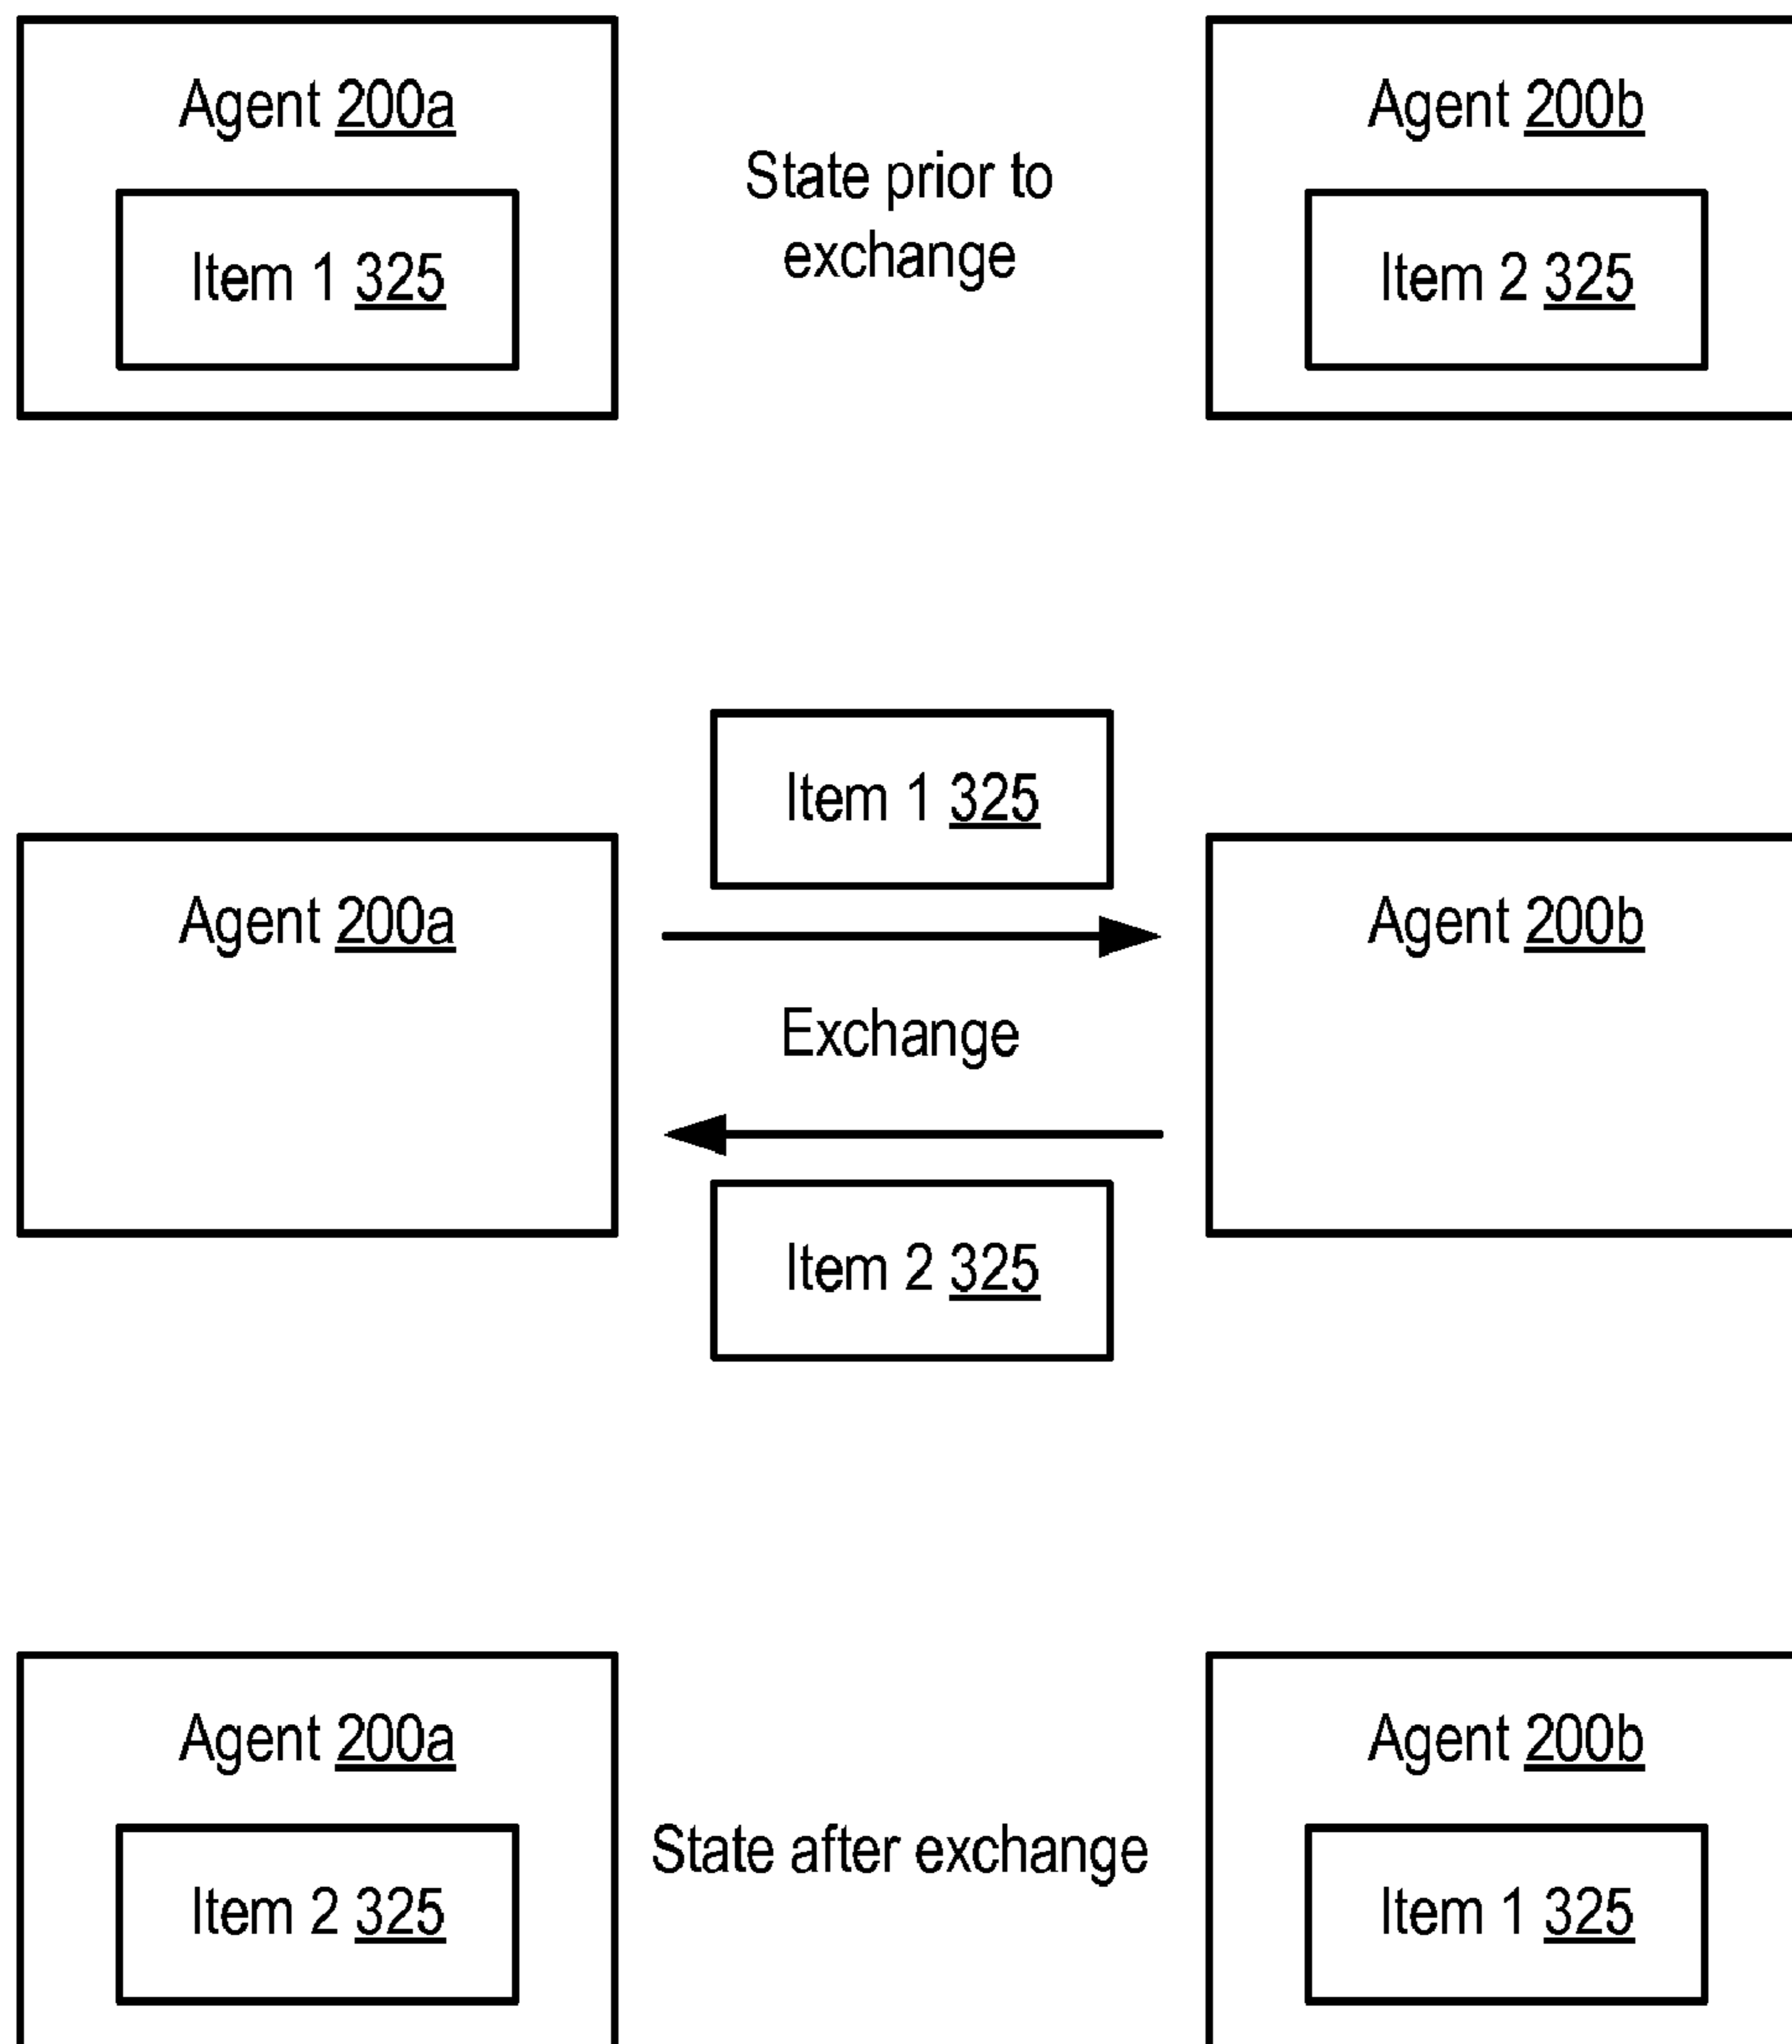 Agent 200a
Item 1 325
State prior to
exchange
Agent 200b
Item 2 325
Agent 200a
Item 1 325
Exchange
Item 2 325
Agent 200b
Agent 200a
Item 2 325
State after exchange
Agent 200b
Item 1 325